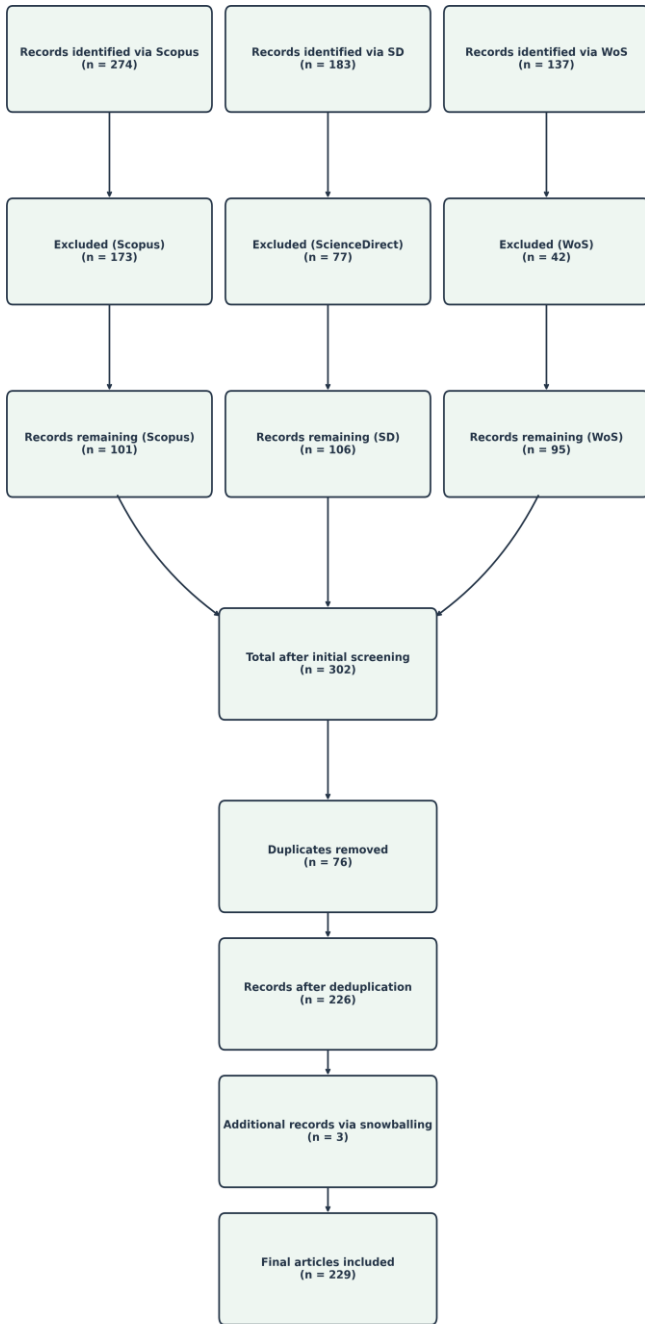 Records identified via Scopus
(n = 274)
Records identified via SD
(n = 183)
Records identified via WoS
(n = 137)
Excluded (Scopus)
(n = 173)
Excluded (ScienceDirect)
(n = 77)
Excluded (WoS)
(n = 42)
Records remaining (Scopus)
(n = 101)
Records remaining (SD)
(n = 106)
Records remaining (WoS)
(n = 95)
Total after initial screening
(n = 302)
Duplicates removed
(n = 76)
Records after deduplication
(n = 226)
Additional records via snowballing
(n = 3)
Final articles included
(n = 229)